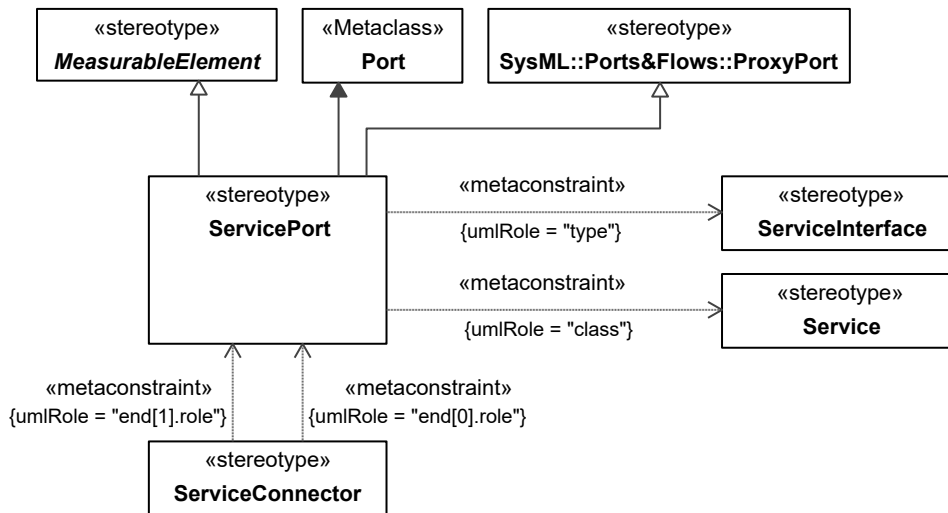 «stereotype»
MeasurableElement
«Metaclass»
Port
«stereotype»
SysML::Ports&Flows::ProxyPort
«stereotype»
ServicePort
«metaconstraint»
{umlRole = "type"}
«stereotype»
ServiceInterface
«metaconstraint»
{umlRole = "class"}
«stereotype»
Service
«metaconstraint»
{umlRole = "end[1].role"}
«metaconstraint»
{umlRole = "end[0].role"}
«stereotype»
ServiceConnector